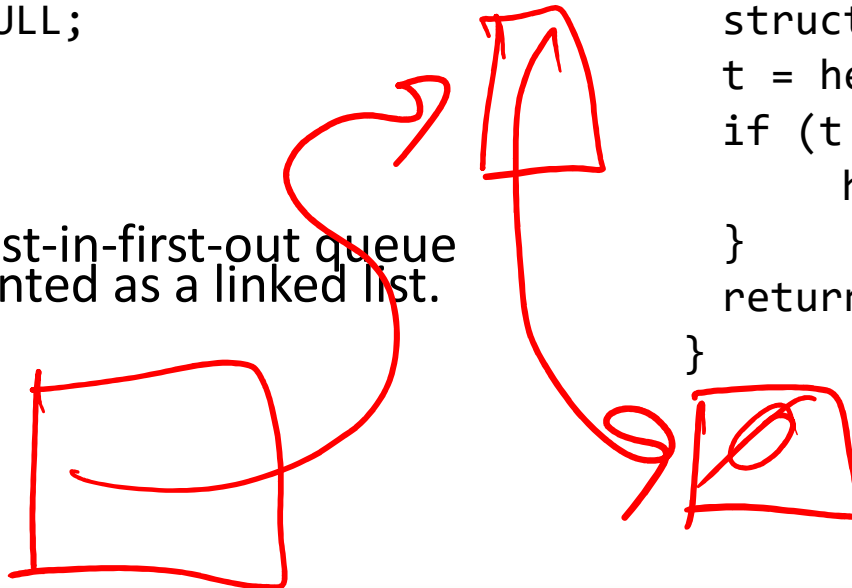 ULL;
st-in-first-out queue
nted as a linked list.
struct
t = he
if (t
h
}
return
}